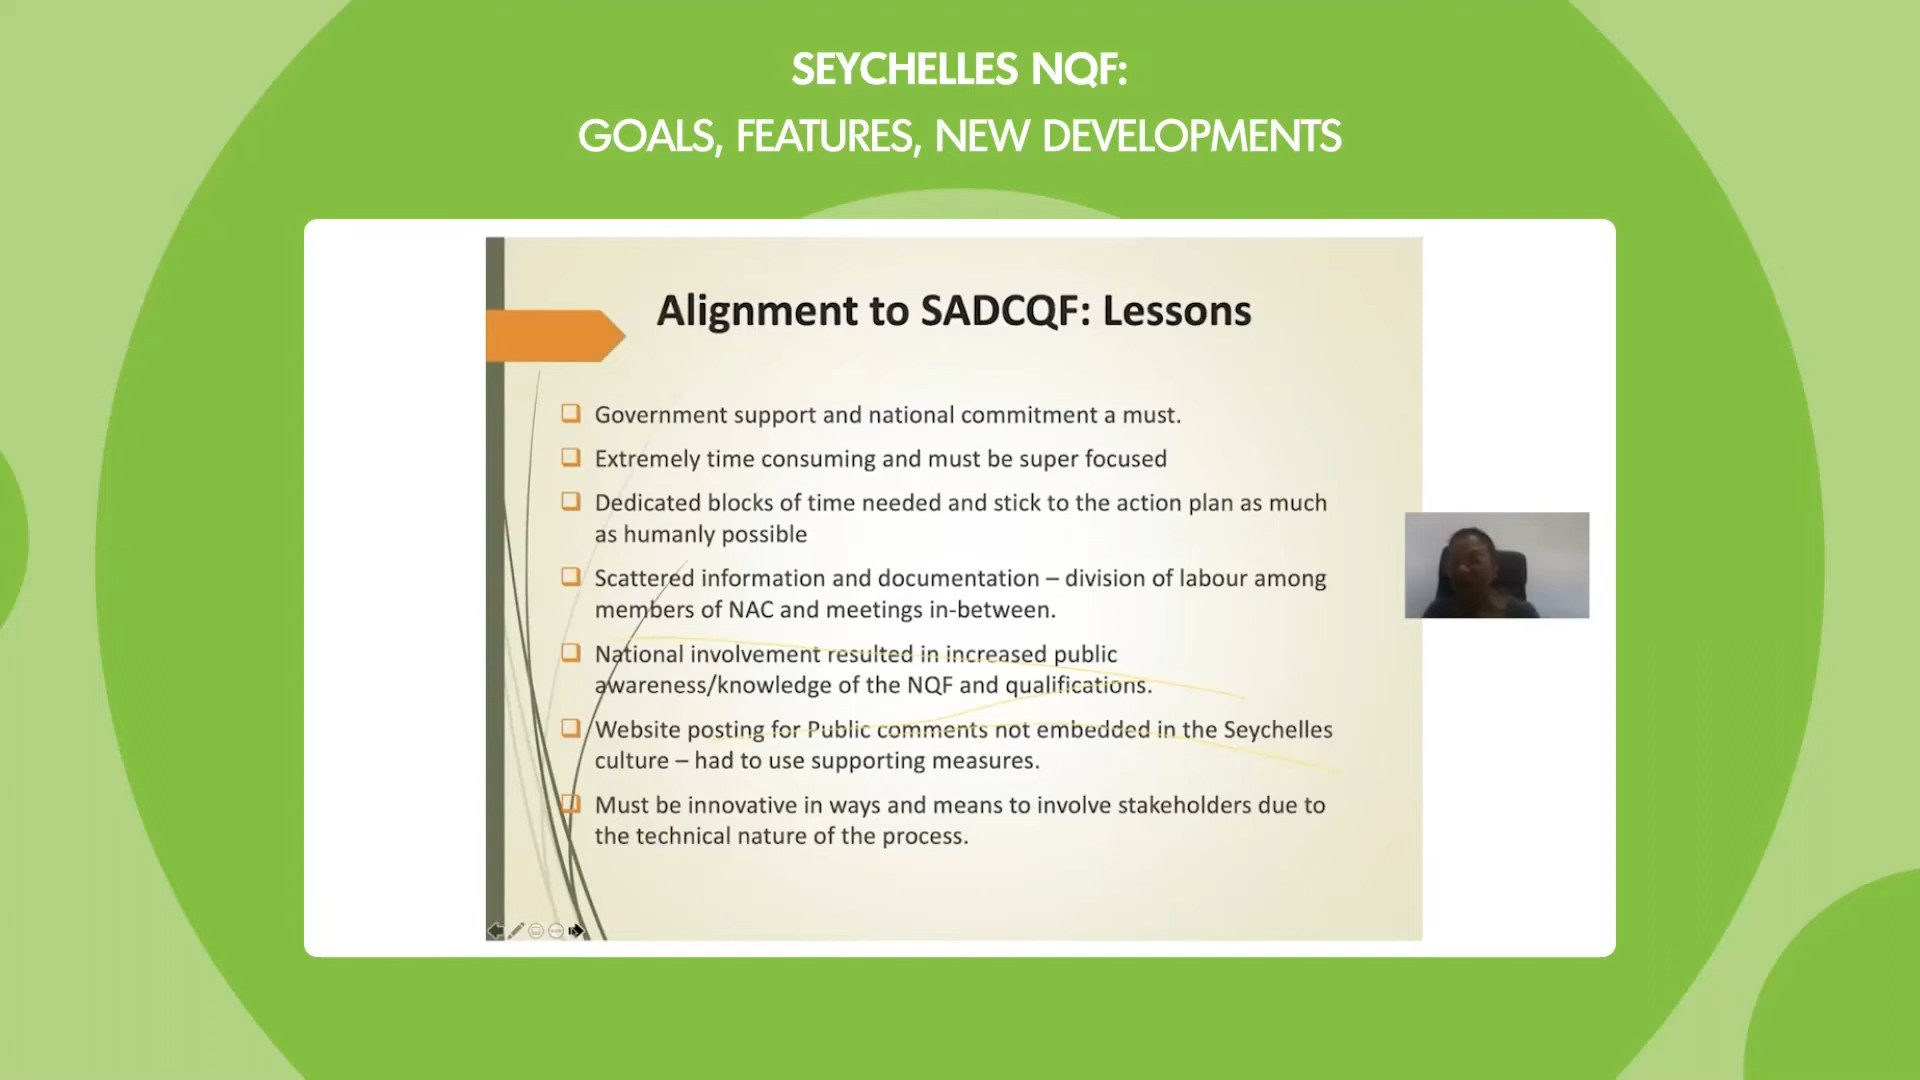 SEYCHELLES NQF:
GOALS, FEATURES, NEW DEVELOPMENTS
Alignment to SADCQF: Lessons
Government support and national commitment a must.
Extremely time consuming and must be super focused
Dedicated blocks of time needed and stick to the action plan as much
as humanly possible
Scattered information and documentation – division of labour among
members of NAC and meetings in-between.
National involvement resulted in increased public
awareness/knowledge of the NQF and qualifications.
Website posting for Public comments not embedded in the Seychelles
culture – had to use supporting measures.
Must be innovative in ways and means to involve stakeholders due to
the technical nature of the process.